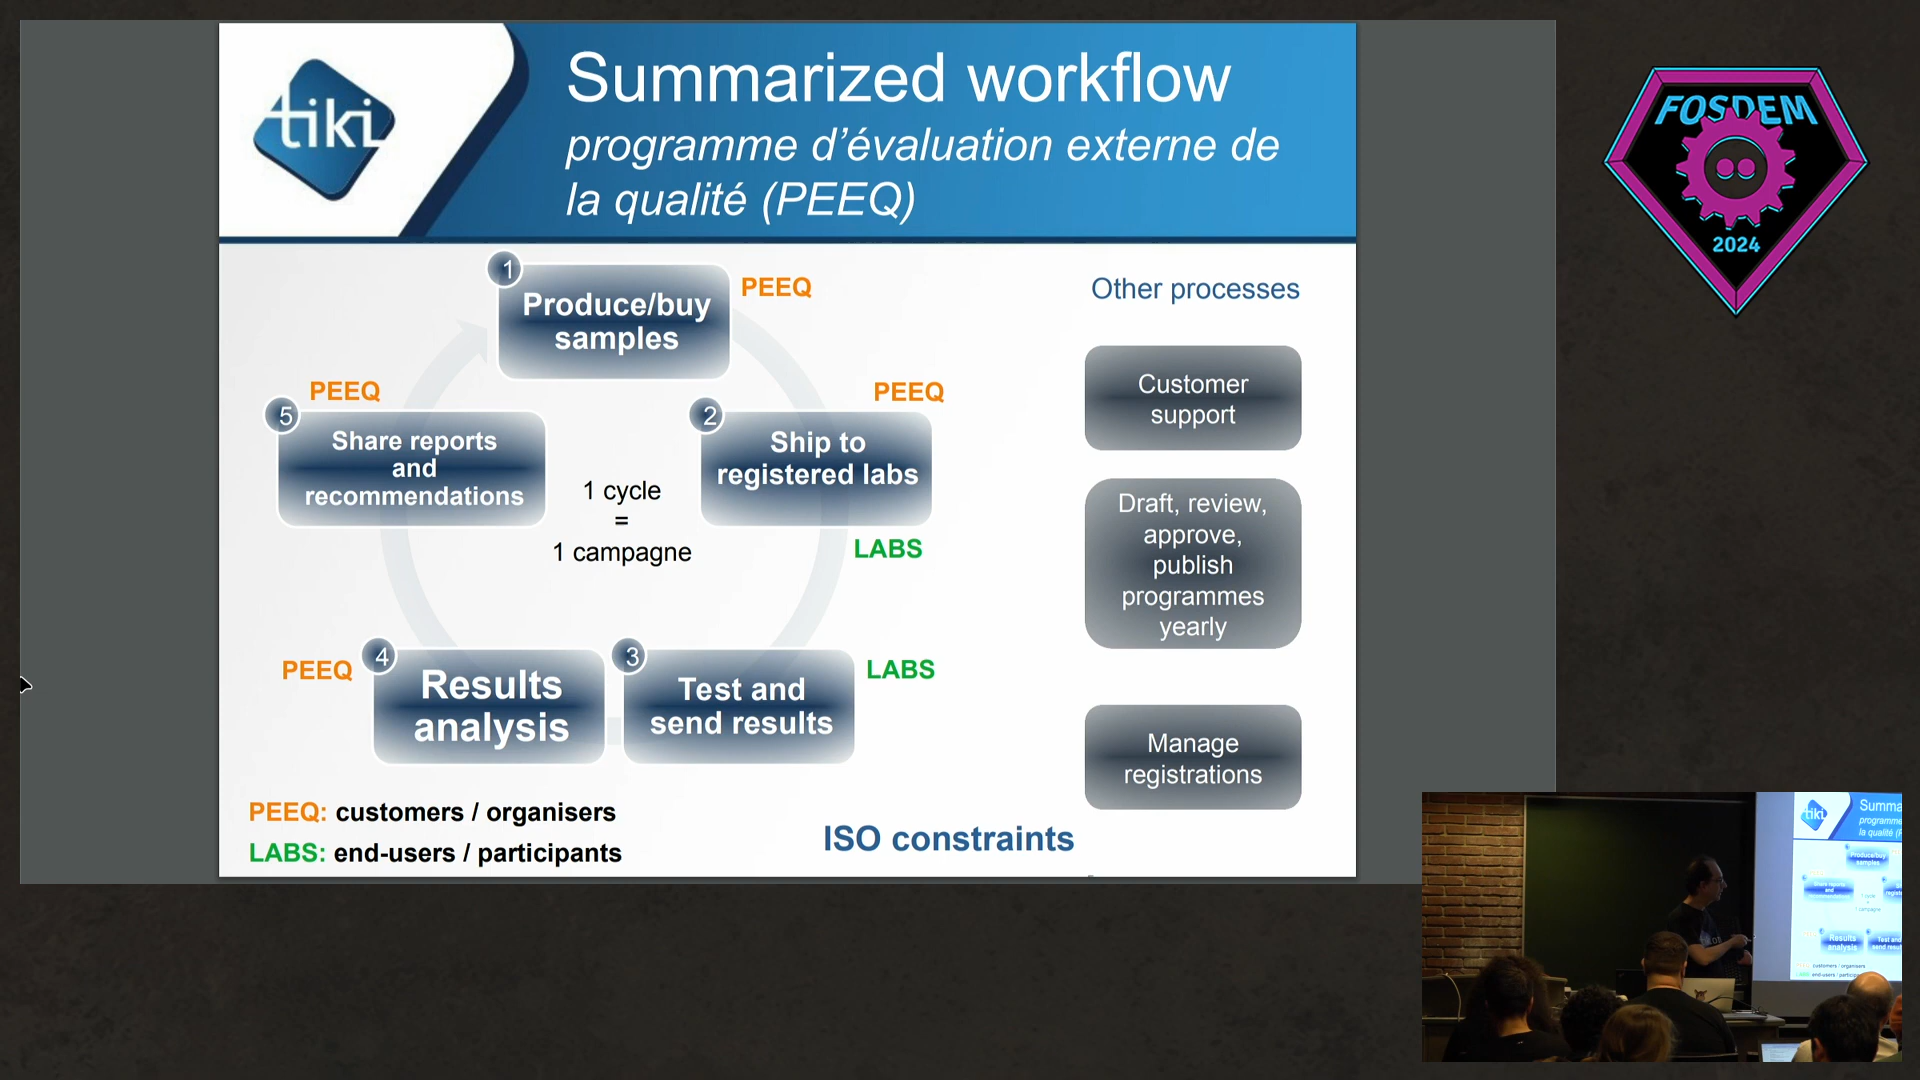 tiki
Summarized workflow
programme d’évaluation externe de
la qualité (PEEQ)
1
Produce/buy
samples
PEEQ
PEEQ
2
Ship to
registered labs
LABS
3
Test and
send results
LABS
PEEQ
4
Results
analysis
PEEQ
5
Share reports
and
recommendations
1 cycle
=
1 campagne
PEEQ: customers / organisers
LABS: end-users / participants
Other processes
Customer
support
Draft, review,
approve,
publish
programmes
yearly
Manage
registrations
ISO constraints
FOSDEM
2024